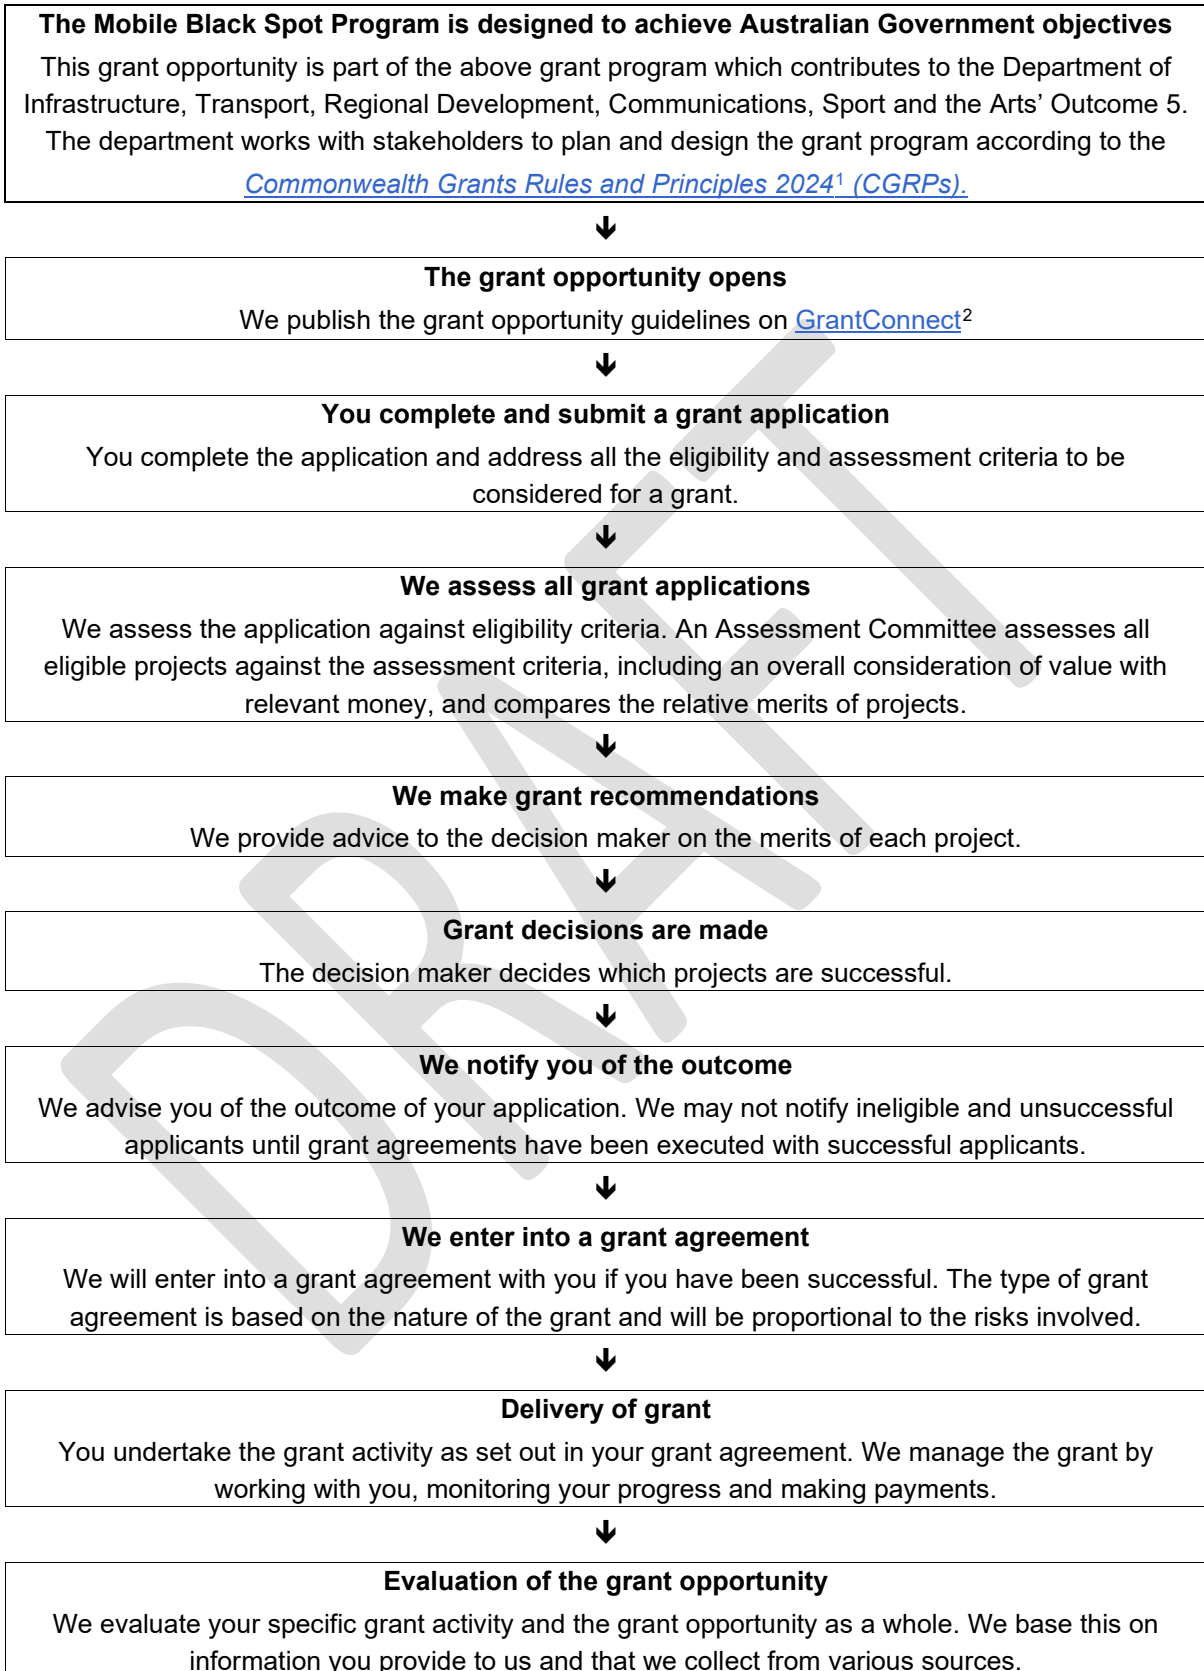 The Mobile Black Spot Program is designed to achieve Australian Government objectives
This grant opportunity is part of the above grant program which contributes to the Department of
Infrastructure, Transport, Regional Development, Communications, Sport and the Arts’ Outcome 5.
The department works with stakeholders to plan and design the grant program according to the
Commonwealth Grants Rules and Principles 2024¹ (CGRPs).
🡻
The grant opportunity opens
We publish the grant opportunity guidelines on GrantConnect²
🡻
You complete and submit a grant application
You complete the application and address all the eligibility and assessment criteria to be
considered for a grant.
🡻
We assess all grant applications
We assess the application against eligibility criteria. An Assessment Committee assesses all
eligible projects against the assessment criteria, including an overall consideration of value with
relevant money, and compares the relative merits of projects.
🡻
We make grant recommendations
We provide advice to the decision maker on the merits of each project.
🡻
Grant decisions are made
The decision maker decides which projects are successful.
🡻
We notify you of the outcome
We advise you of the outcome of your application. We may not notify ineligible and unsuccessful
applicants until grant agreements have been executed with successful applicants.
🡻
We enter into a grant agreement
We will enter into a grant agreement with you if you have been successful. The type of grant
agreement is based on the nature of the grant and will be proportional to the risks involved.
🡻
Delivery of grant
You undertake the grant activity as set out in your grant agreement. We manage the grant by
working with you, monitoring your progress and making payments.
🡻
Evaluation of the grant opportunity
We evaluate your specific grant activity and the grant opportunity as a whole. We base this on
information you provide to us and that we collect from various sources.
DRAFT